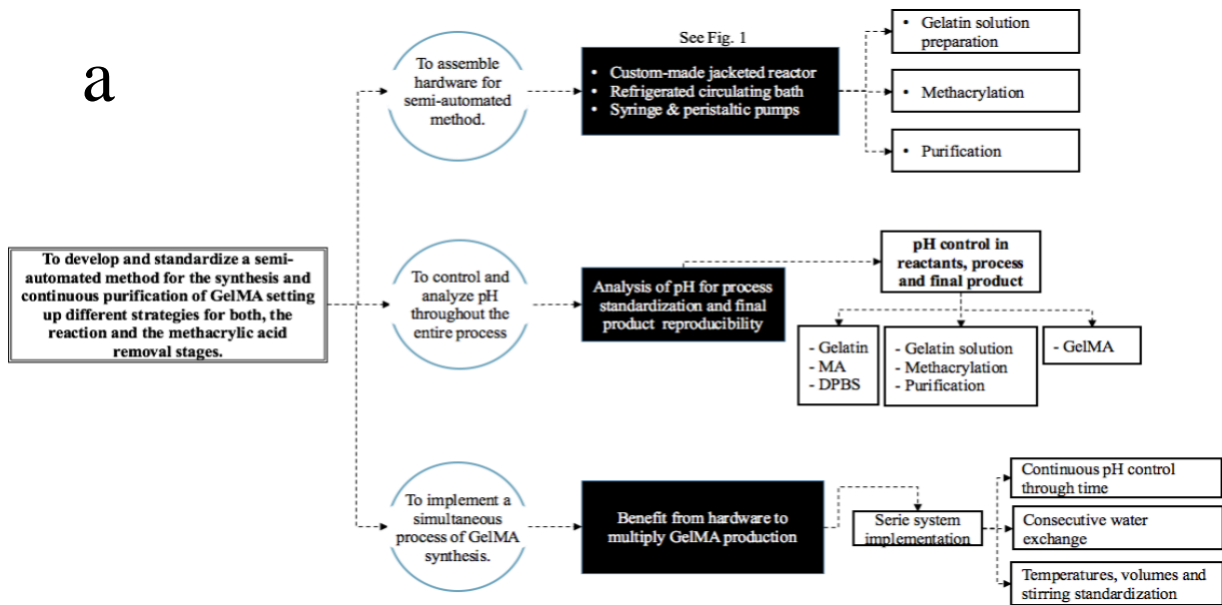 a
To develop and standardize a semi-
automated method for the synthesis and
continuous purification of GelMA setting
up different strategies for both, the
reaction and the methacrylic acid
removal stages.
To assemble
hardware for
semi-automated
method.
See Fig. 1
• Custom-made jacketed reactor
• Refrigerated circulating bath
• Syringe & peristaltic pumps
• Gelatin solution
preparation
• Methacrylation
• Purification
To control and
analyze pH
throughout the
entire process
Analysis of pH for process
standardization and final
product reproducibility
pH control in
reactants, process
and final product
- Gelatin
- MA
- DPBS
- Gelatin solution
- Methacrylation
- Purification
- GelMA
To implement a
simultaneous
process of GelMA
synthesis.
Benefit from hardware to
multiply GelMA production
Serie system
implementation
Continuous pH control
through time
Consecutive water
exchange
Temperatures, volumes and
stirring standardization